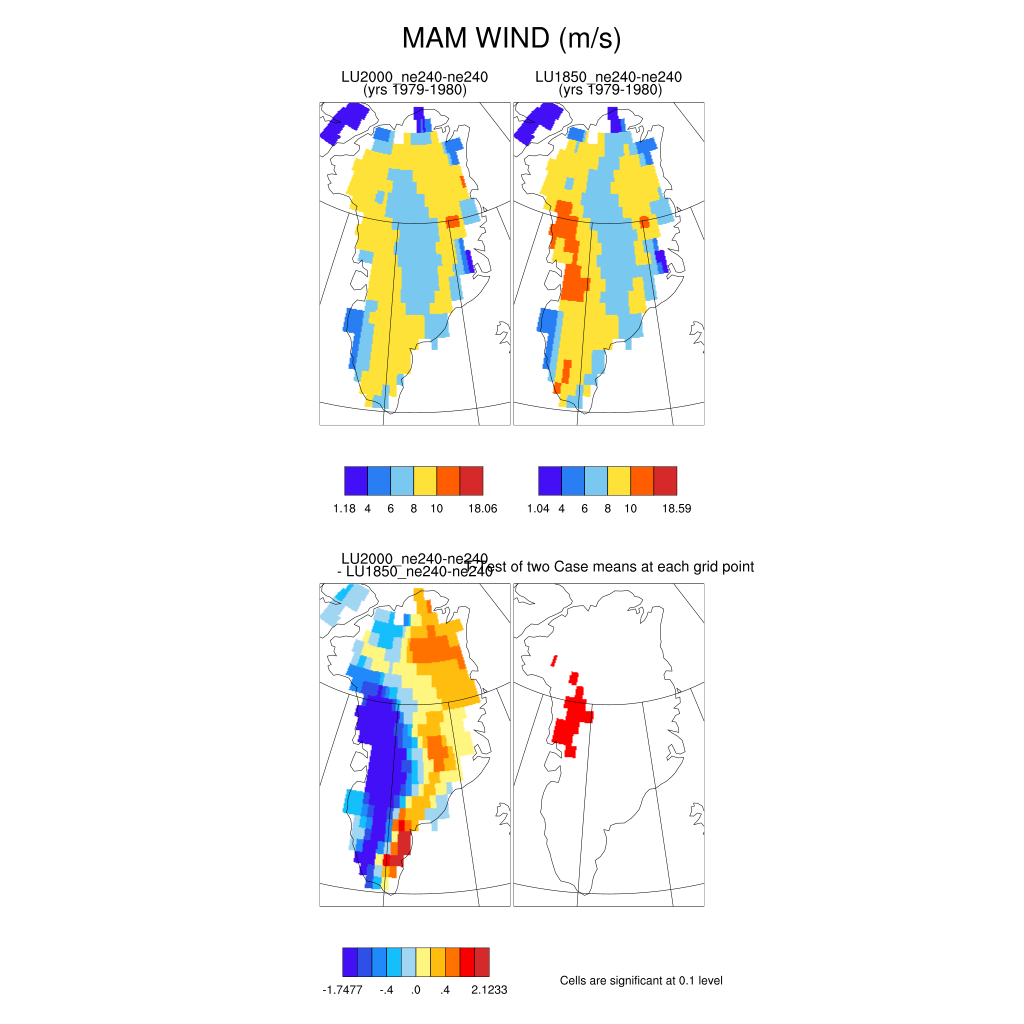 MAM WIND (m/s)
LU2000_ne240-ne240
(yrs 1979-1980)
LU1850_ne240-ne240
(yrs 1979-1980)
1.18 4 6 8 10 18.06
1.04 4 6 8 10 18.59
LU2000_ne240-ne240
- LU1850_ne240-ne240
T-Test of two Case means at each grid point
-1.7477 -.4 .0 .4 2.1233
Cells are significant at 0.1 level